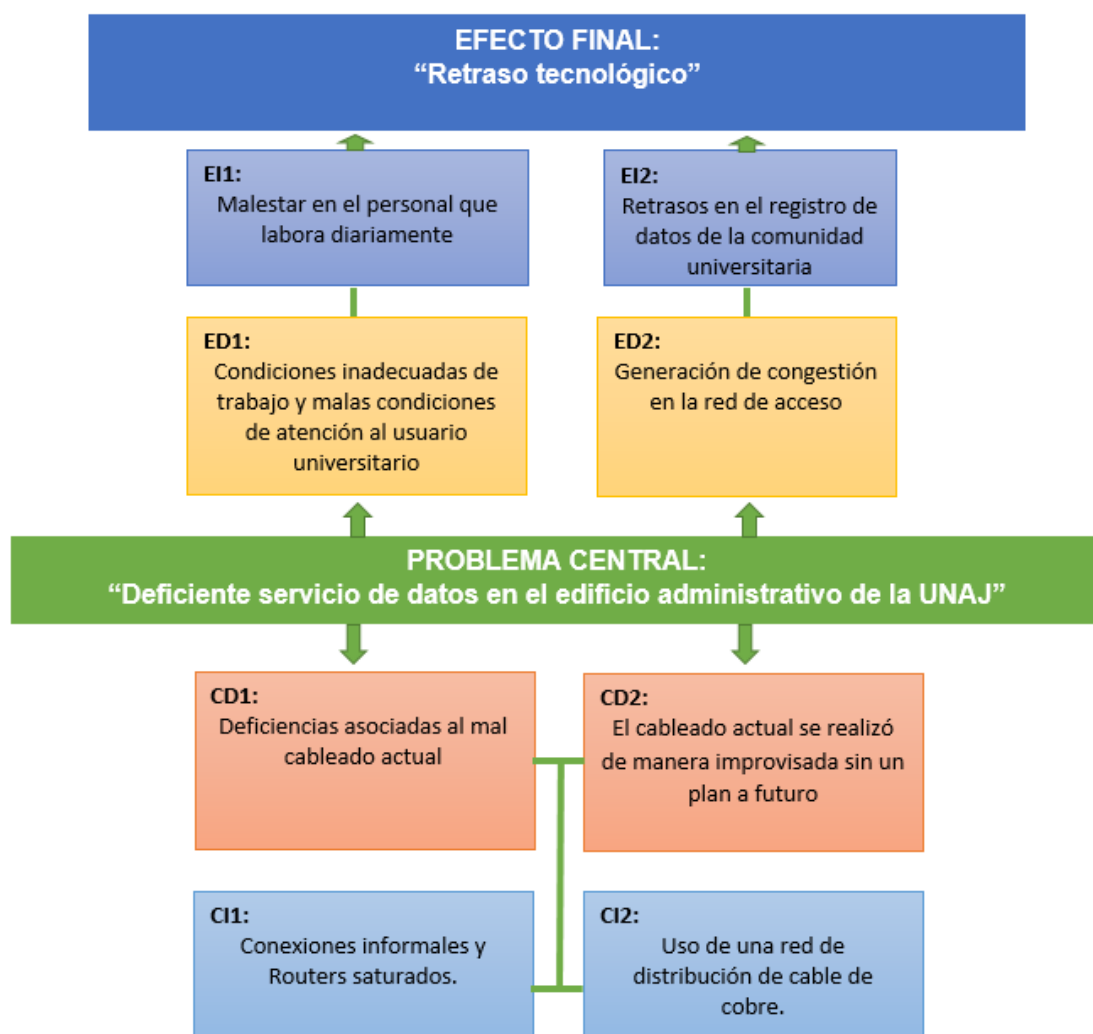 EFECTO FINAL:
“Retraso tecnológico”
EI1:
Malestar en el personal que
labora diariamente
EI2:
Retrasos en el registro de
datos de la comunidad
universitaria
ED1:
Condiciones inadecuadas de
trabajo y malas condiciones
de atención al usuario
universitario
ED2:
Generación de congestión
en la red de acceso
PROBLEMA CENTRAL:
“Deficiente servicio de datos en el edificio administrativo de la UNAJ”
CD1:
Deficiencias asociadas al mal
cableado actual
CD2:
El cableado actual se realizó
de manera improvisada sin un
plan a futuro
CI1:
Conexiones informales y
Routers saturados.
CI2:
Uso de una red de
distribución de cable de
cobre.